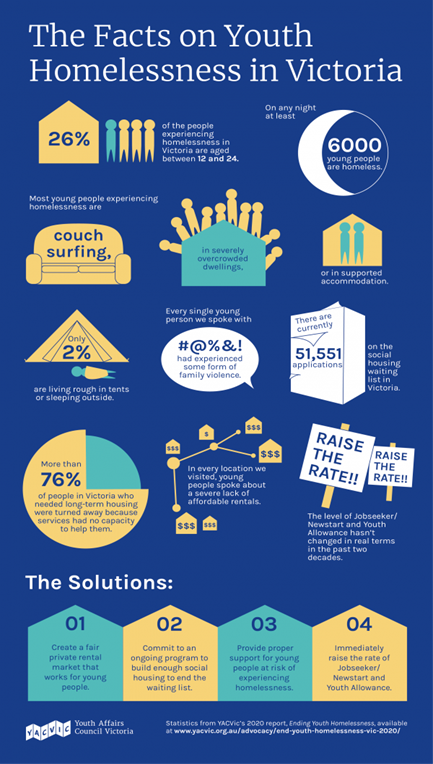 The Facts on Youth
Homelessness in Victoria
26%
of the people
experiencing
homelessness in
Victoria are aged
between 12 and 24.
On any night
at least
6000
young people
are homeless.
Most young people experiencing
homelessness are
couch
surfing,
in severely
overcrowded
dwellings,
or in supported
accommodation.
Only
2%
are living rough in tents
or sleeping outside.
Every single young
person we spoke with
#@%&!
had experienced
some form of
family violence.
There are
currently
51,551
applications
on the
social
housing
waiting
list in
Victoria.
More than
76%
of people in Victoria who
needed long-term housing
were turned away because
services had no capacity
to help them.
$
$$$
$$$
In every location we
visited, young
people spoke about
a severe lack of
affordable rentals.
$$$
$$$
RAISE
THE
RATE!!
RAISE
THE
RATE!!
The level of Jobseeker/
Newstart and Youth
Allowance hasn't
changed in real terms
in the past two
decades.
The Solutions:
01
Create a fair
private rental
market that
works for young
people.
02
Commit to an
ongoing program to
build enough social
housing to end the
waiting list.
03
Provide proper
support for young
people at risk of
experiencing
homelessness.
04
Immediately
raise the rate of
Jobseeker/
Newstart and
Youth Allowance.
YACVIC
Youth Affairs
Council Victoria
Statistics from YACVic's 2020 report, Ending Youth Homelessness, available
at www.yacvic.org.au/advocacy/end-youth-homelessness-vic-2020/